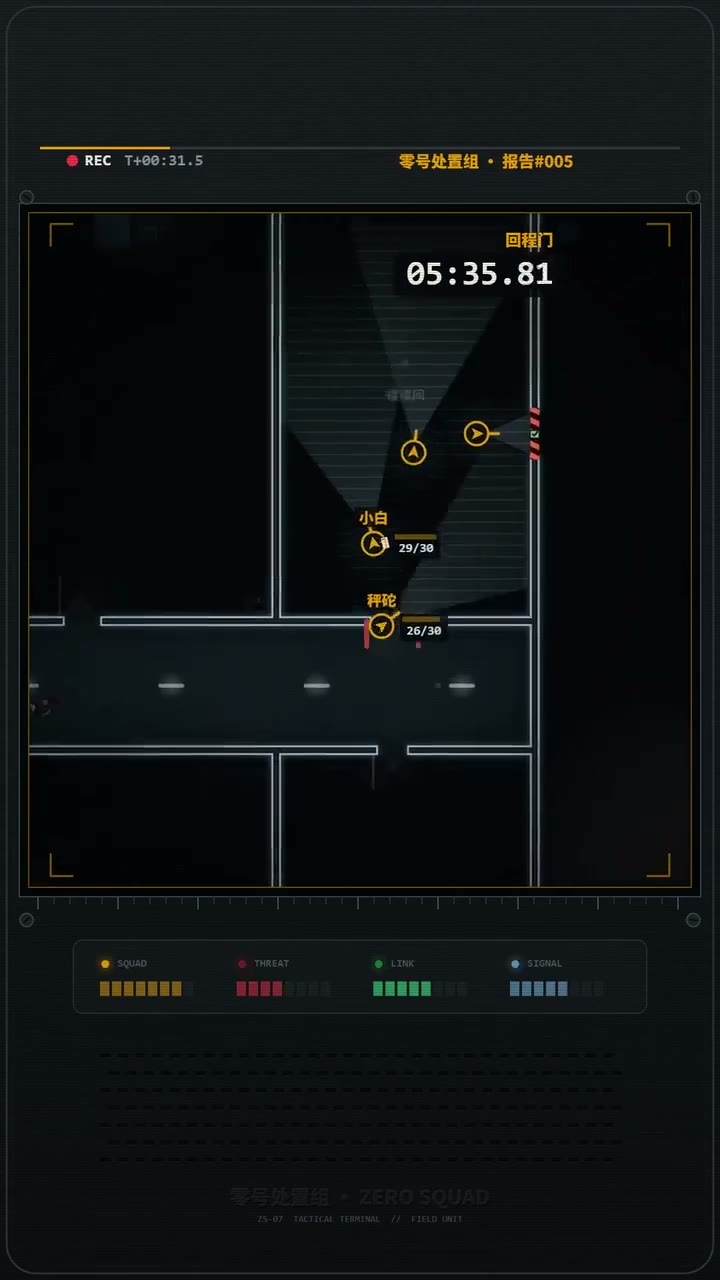 REC T+00:31.5
零号处置组 · 报告#005
回程门
05:35.81
小白
29/30
秤砣
26/30
SQUAD
THREAT
LINK
SIGNAL
零号处置组 · ZERO SQUAD
ZS-07 TACTICAL TERMINAL // FIELD UNIT